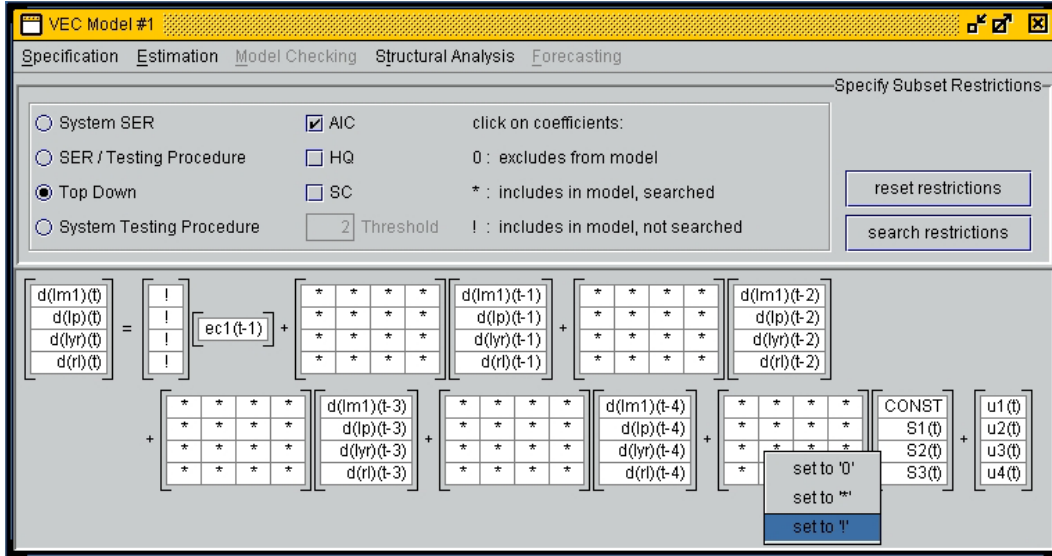 VEC Model #1
Specification Estimation Model Checking Structural Analysis Forecasting
Specify Subset Restrictions
System SER AIC click on coefficients:
SER / Testing Procedure HQ 0 : excludes from model
Top Down SC * : includes in model, searched reset restrictions
System Testing Procedure 2 Threshold ! : includes in model, not searched search restrictions
d(lm1)(t) ! * * * * d(lm1)(t-1) * * * * d(lm1)(t-2)
d(lp)(t) ! * * * * d(lp)(t-1) * * * * d(lp)(t-2)
= ec1(t-1) + +
d(lyr)(t) ! * * * * d(lyr)(t-1) * * * * d(lyr)(t-2)
d(rl)(t) ! * * * * d(rl)(t-1) * * * * d(rl)(t-2)
* * * * d(lm1)(t-3) * * * * d(lm1)(t-4) * * * * CONST u1(t)
* * * * d(lp)(t-3) * * * * d(lp)(t-4) * * * * S1(t) u2(t)
+ + + +
* * * * d(lyr)(t-3) * * * * d(lyr)(t-4) * S2(t) u3(t)
* * * * d(rl)(t-3) * * * * d(rl)(t-4) * S3(t) u4(t)
set to '0'
set to '*'
set to '!'